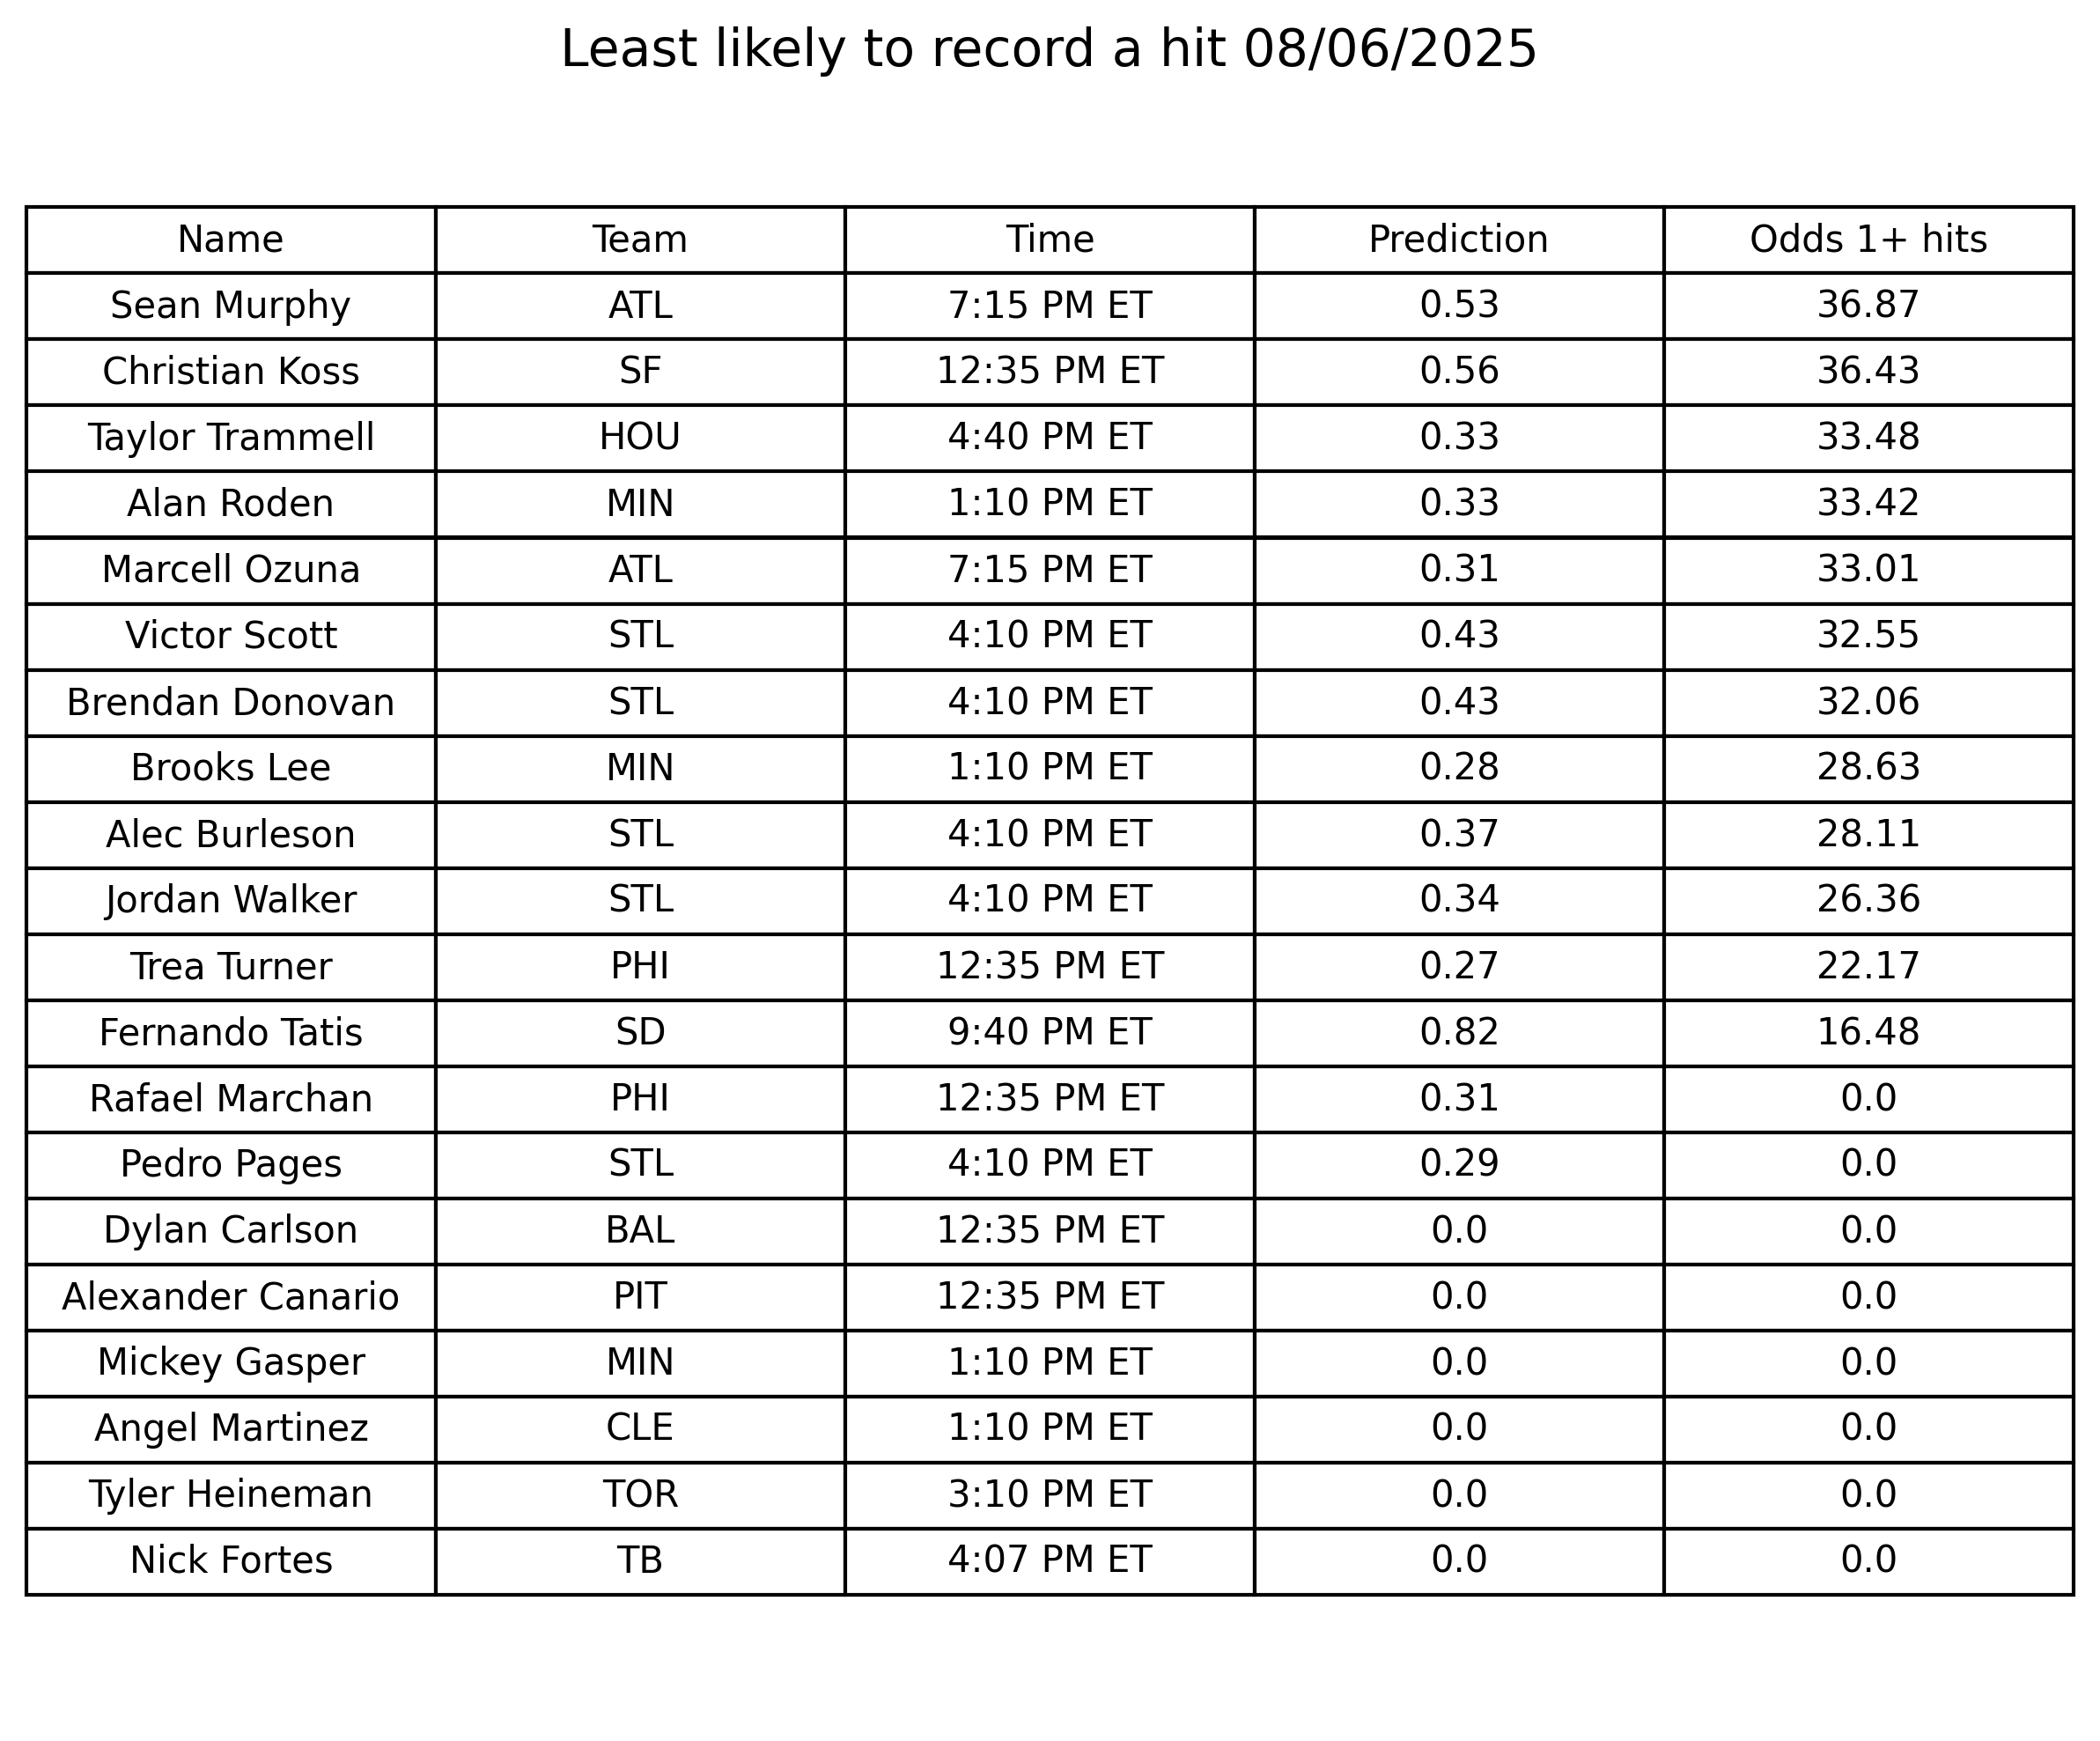 Least likely to record a hit 08/06/2025
Name Team Time Prediction Odds 1+ hits
Sean Murphy ATL 7:15 PM ET 0.53 36.87
Christian Koss SF 12:35 PM ET 0.56 36.43
Taylor Trammell HOU 4:40 PM ET 0.33 33.48
Alan Roden MIN 1:10 PM ET 0.33 33.42
Marcell Ozuna ATL 7:15 PM ET 0.31 33.01
Victor Scott STL 4:10 PM ET 0.43 32.55
Brendan Donovan STL 4:10 PM ET 0.43 32.06
Brooks Lee MIN 1:10 PM ET 0.28 28.63
Alec Burleson STL 4:10 PM ET 0.37 28.11
Jordan Walker STL 4:10 PM ET 0.34 26.36
Trea Turner PHI 12:35 PM ET 0.27 22.17
Fernando Tatis SD 9:40 PM ET 0.82 16.48
Rafael Marchan PHI 12:35 PM ET 0.31 0.0
Pedro Pages STL 4:10 PM ET 0.29 0.0
Dylan Carlson BAL 12:35 PM ET 0.0 0.0
Alexander Canario PIT 12:35 PM ET 0.0 0.0
Mickey Gasper MIN 1:10 PM ET 0.0 0.0
Angel Martinez CLE 1:10 PM ET 0.0 0.0
Tyler Heineman TOR 3:10 PM ET 0.0 0.0
Nick Fortes TB 4:07 PM ET 0.0 0.0